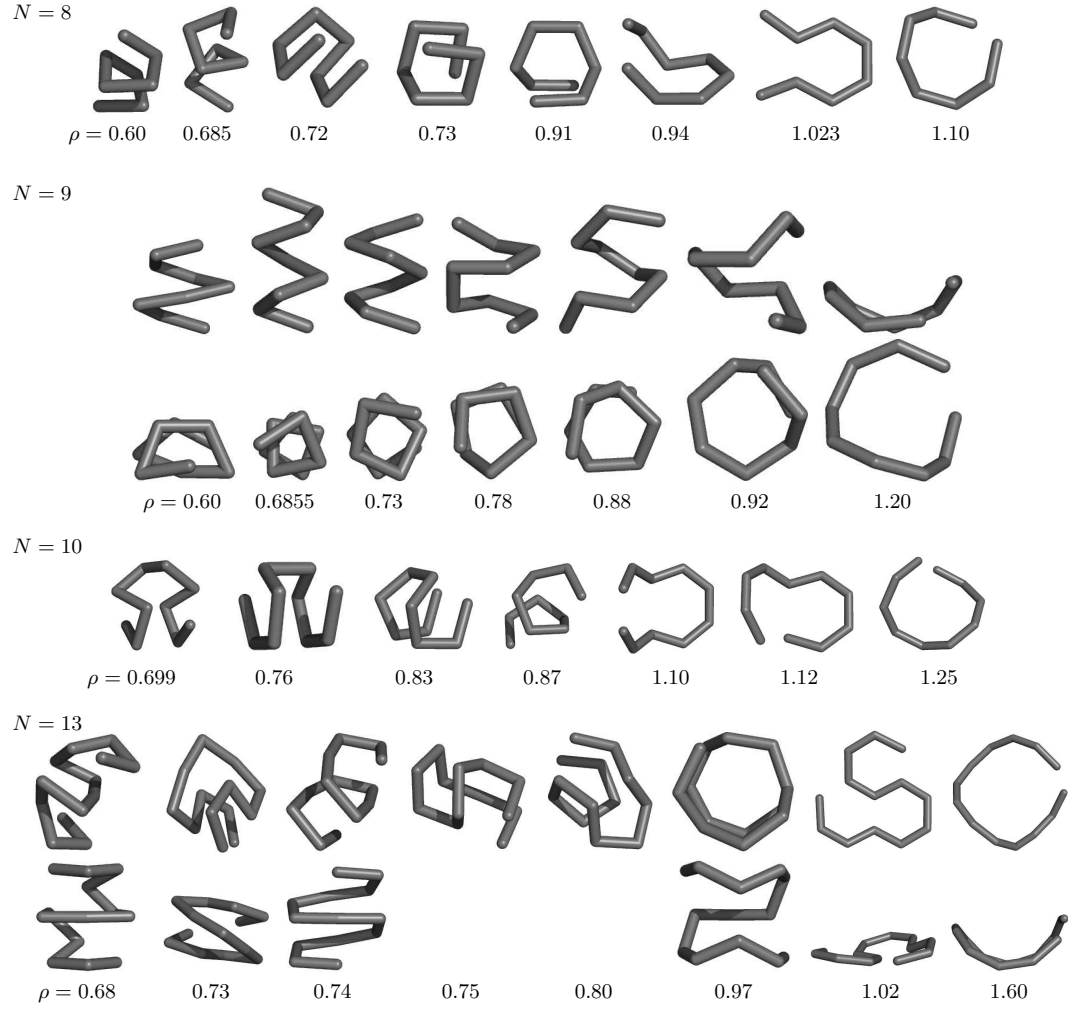 N = 8
ρ = 0.60 0.685 0.72 0.73 0.91 0.94 1.023 1.10
N = 9
ρ = 0.60 0.6855 0.73 0.78 0.88 0.92 1.20
N = 10
ρ = 0.699 0.76 0.83 0.87 1.10 1.12 1.25
N = 13
ρ = 0.68 0.73 0.74 0.75 0.80 0.97 1.02 1.60